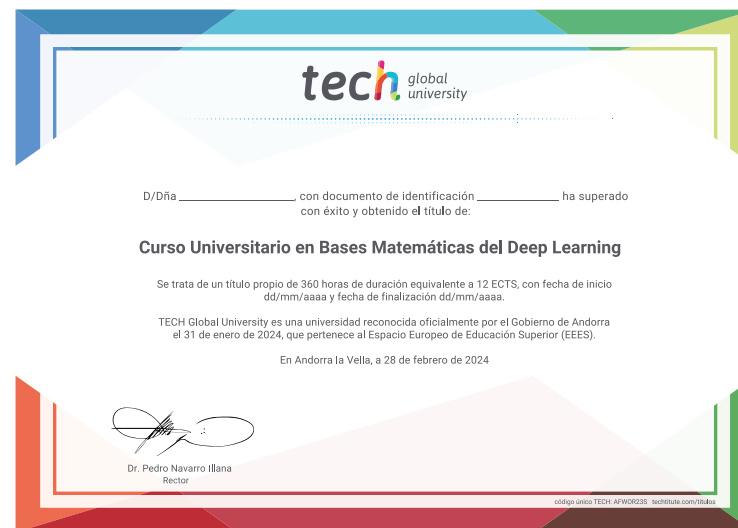 tech global
university
D/Dña ______________, con documento de identificación __________ ha superado
con éxito y obtenido el título de:
Curso Universitario en Bases Matemáticas del Deep Learning
Se trata de un título propio de 360 horas de duración equivalente a 12 ECTS, con fecha de inicio
dd/mm/aaaa y fecha de finalización dd/mm/aaaa.
TECH Global University es una universidad reconocida oficialmente por el Gobierno de Andorra
el 31 de enero de 2024, que pertenece al Espacio Europeo de Educación Superior (EEES).
En Andorra la Vella, a 28 de febrero de 2024
Dr. Pedro Navarro Illana
Rector
código único TECH: AFWOR23S techtitute.com/titulos